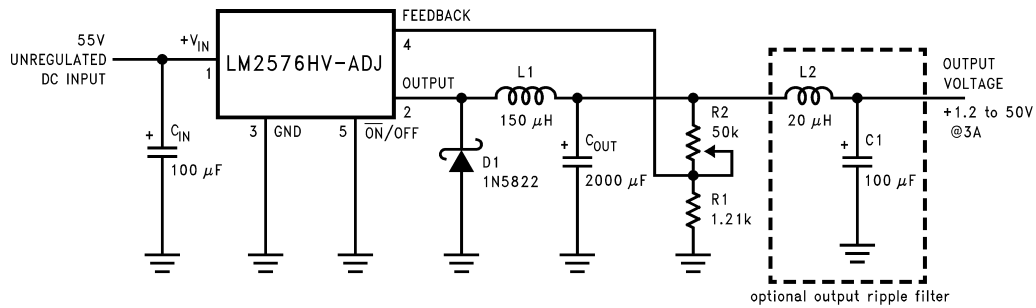 55V
UNREGULATED
DC INPUT
+VIN
1
LM2576HV-ADJ
FEEDBACK
4
OUTPUT
2
3 GND
5 ON/OFF
+
CIN
100 μF
D1
1N5822
L1
150 μH
+
COUT
2000 μF
R2
50k
R1
1.21k
L2
20 μH
+
C1
100 μF
OUTPUT
VOLTAGE
+1.2 to 50V
@3A
optional output ripple filter